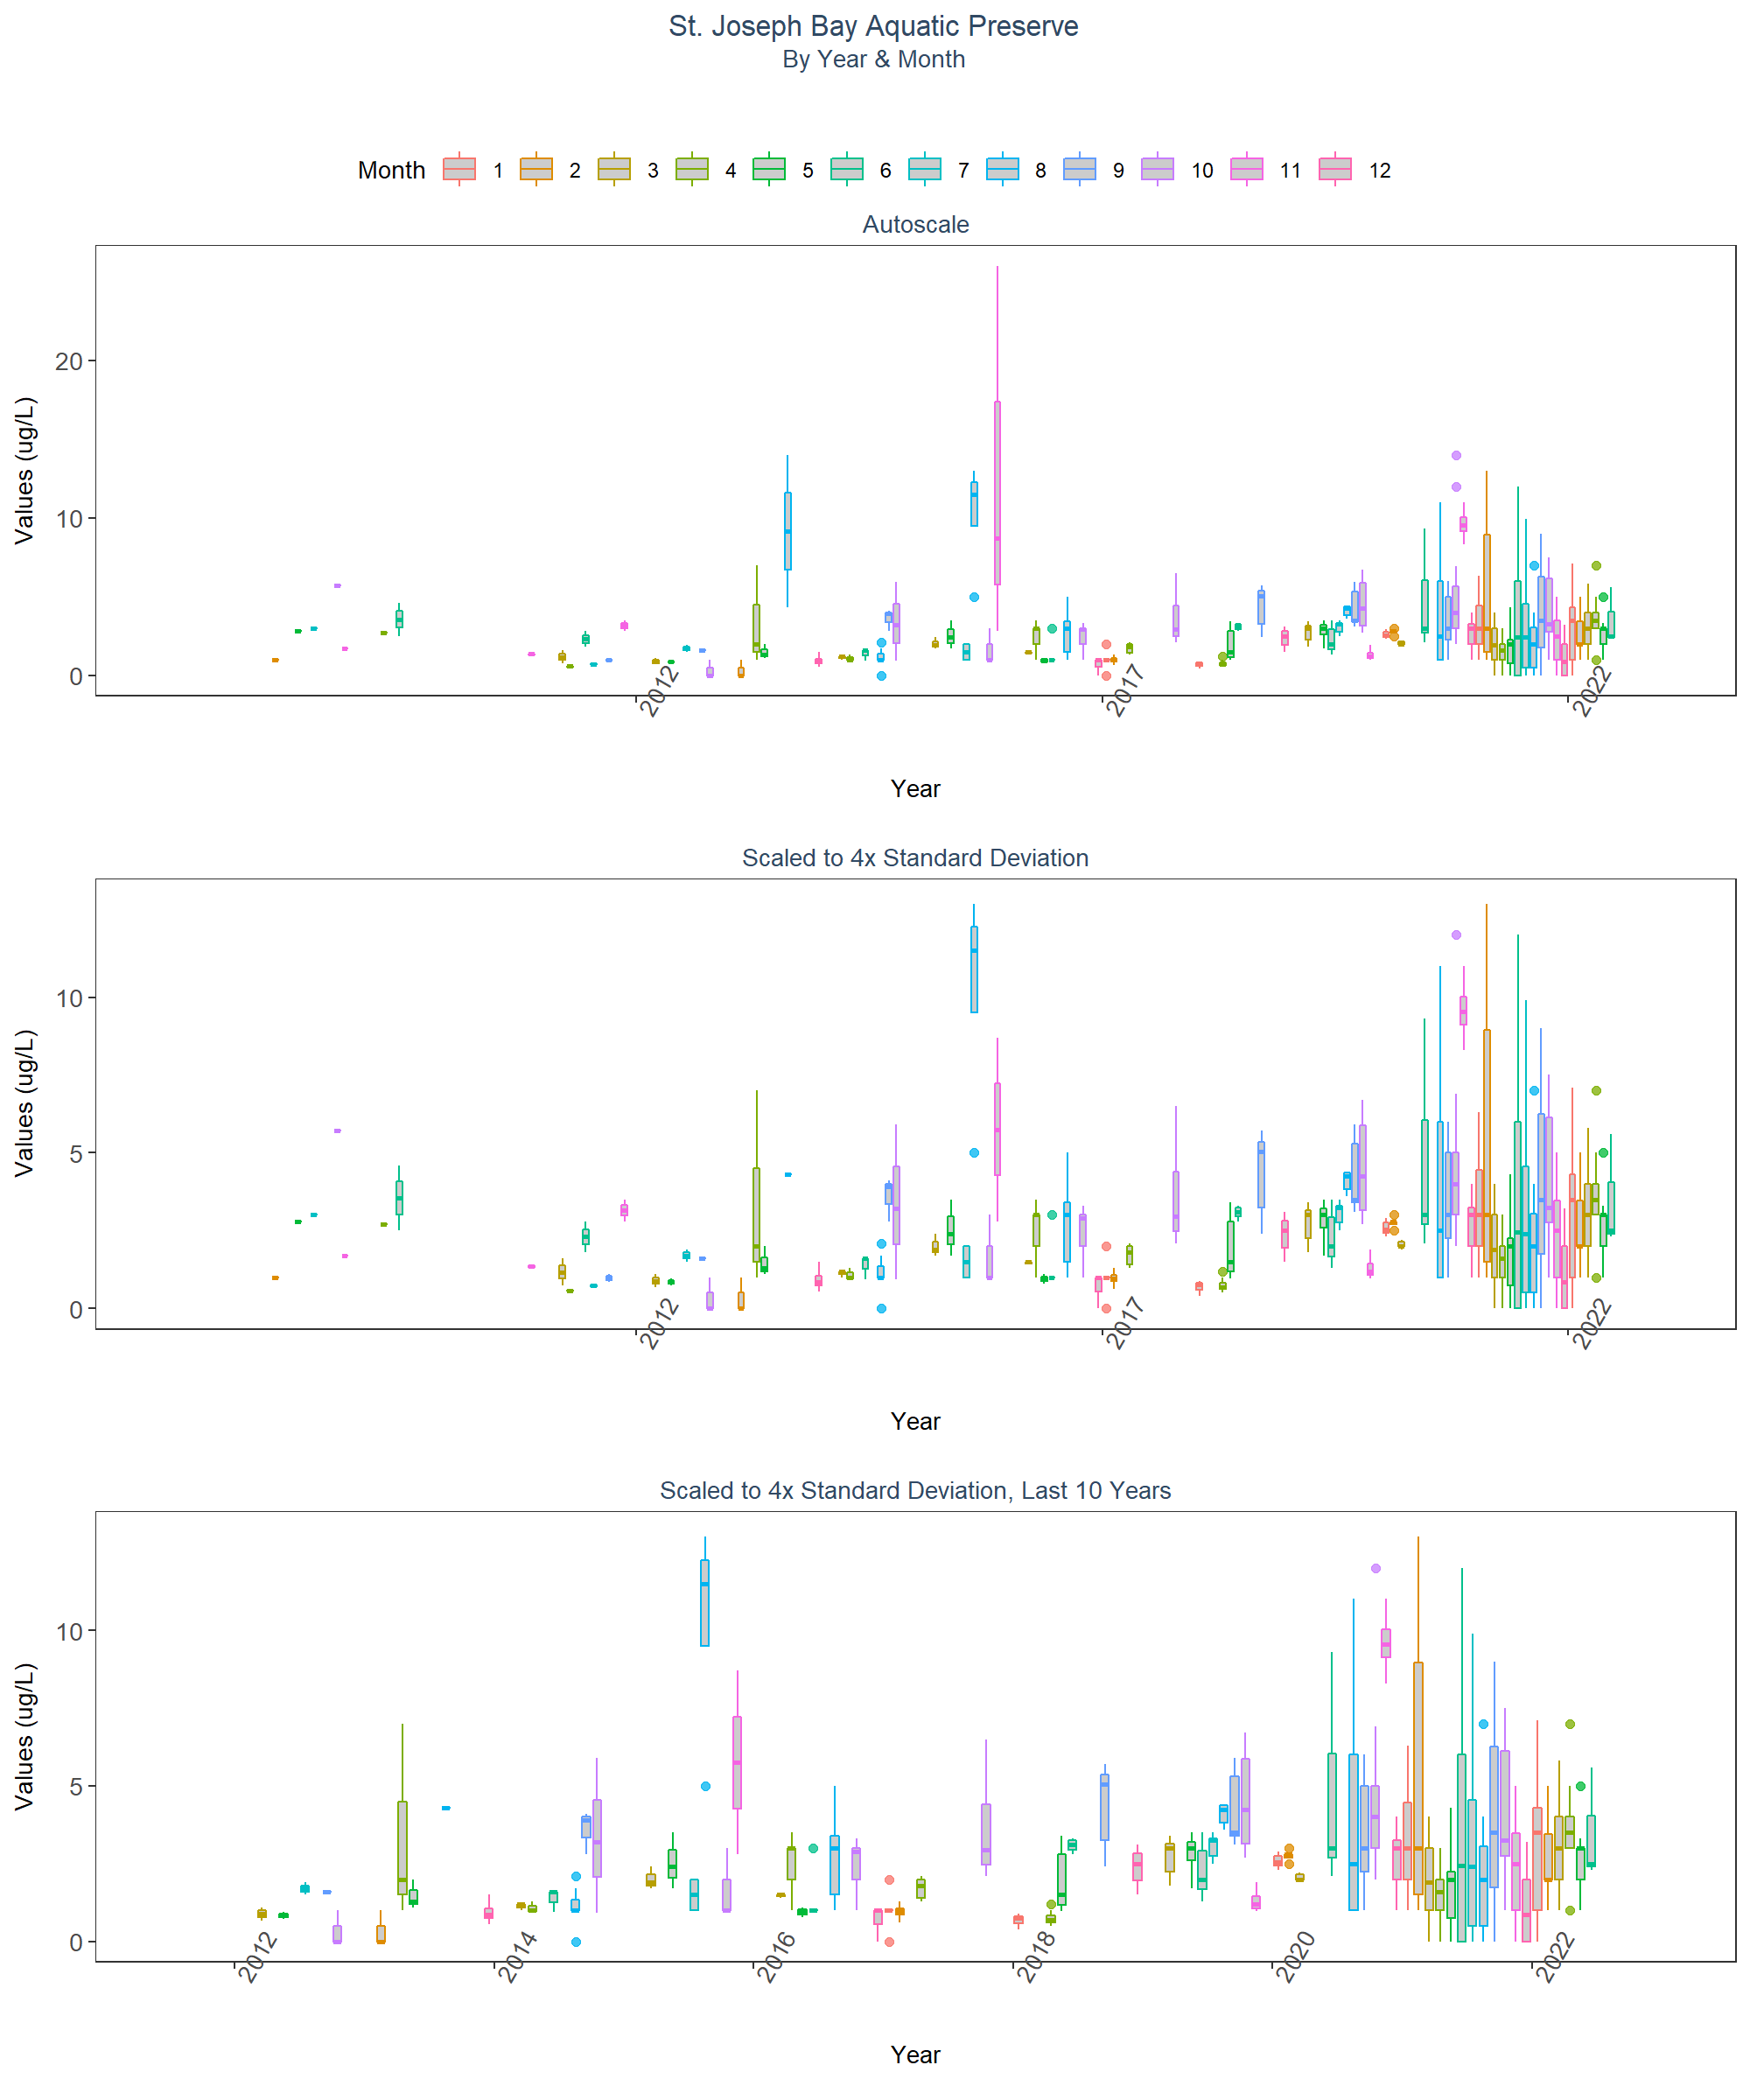 St. Joseph Bay Aquatic Preserve
By Year & Month
Month 1 2 3 4 5 6 7 8 9 10 11 12
Autoscale
Values (ug/L)
20
10
0
2012 2017 2022
Year
Scaled to 4x Standard Deviation
Values (ug/L)
10
5
0
2012 2017 2022
Year
Scaled to 4x Standard Deviation, Last 10 Years
Values (ug/L)
10
5
0
2012 2014 2016 2018 2020 2022
Year